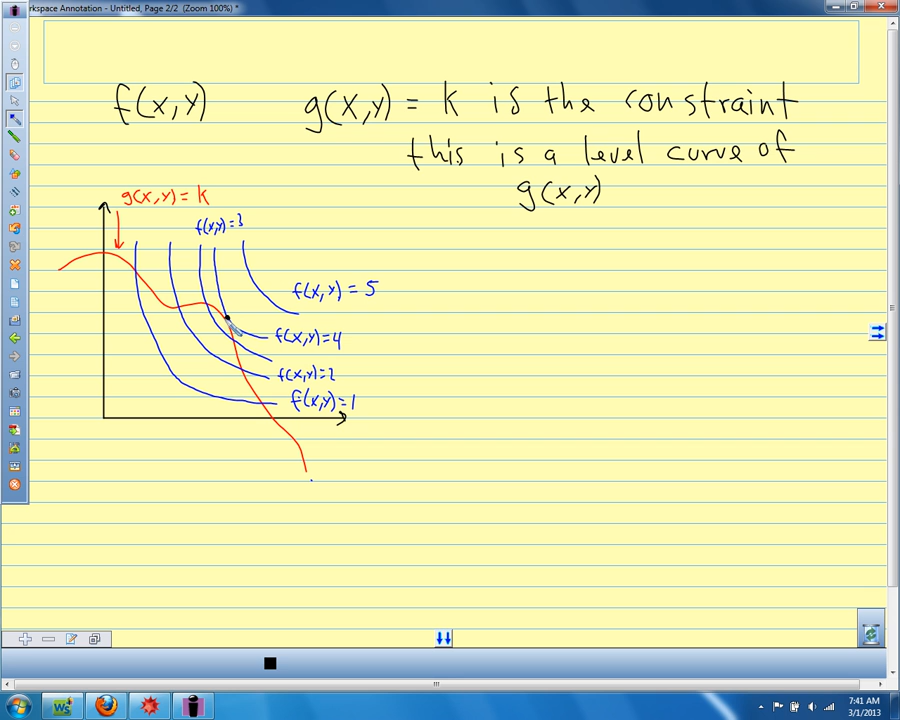 rkspace Annotation - Untitled, Page 2/2 (Zoom 100%) *
f(x,y) g(x,y) = k is the constraint
this is a level curve of
g(x,y)
g(x,y) = k
f(x,y)=3
f(x,y) = 5
f(x,y)=4
f(x,y)=2
f(x,y)=1
7:41 AM
3/1/2013